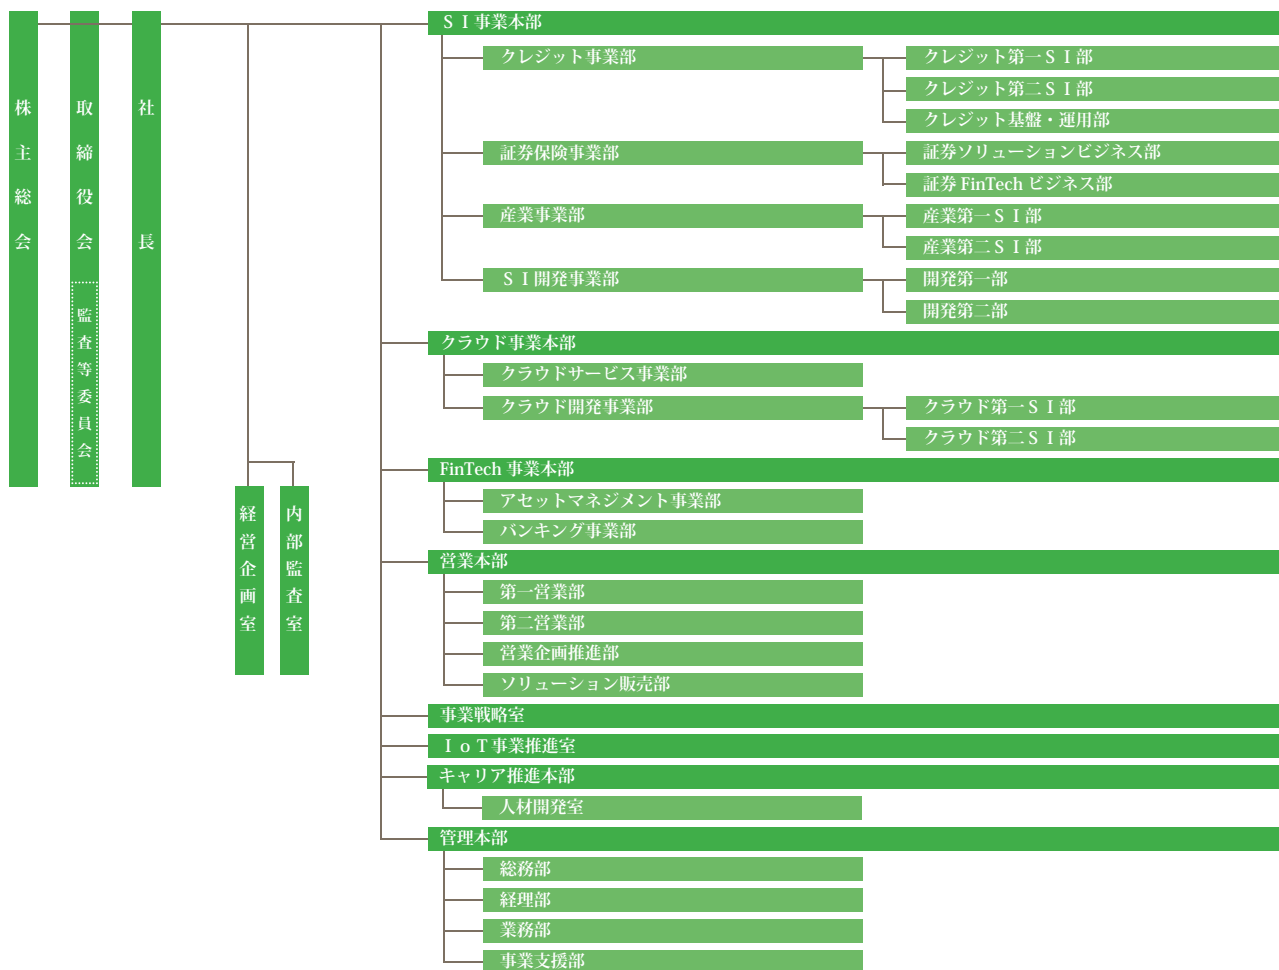 株主総会
取締役会
監査等委員会
社長
経営企画室
内部監査室
ＳＩ事業本部
クレジット事業部
クレジット第一ＳＩ部
クレジット第二ＳＩ部
クレジット基盤・運用部
証券保険事業部
証券ソリューションビジネス部
証券 FinTech ビジネス部
産業事業部
産業第一ＳＩ部
産業第二ＳＩ部
ＳＩ開発事業部
開発第一部
開発第二部
クラウド事業本部
クラウドサービス事業部
クラウド開発事業部
クラウド第一ＳＩ部
クラウド第二ＳＩ部
FinTech 事業本部
アセットマネジメント事業部
バンキング事業部
営業本部
第一営業部
第二営業部
営業企画推進部
ソリューション販売部
事業戦略室
ＩｏＴ事業推進室
キャリア推進本部
人材開発室
管理本部
総務部
経理部
業務部
事業支援部